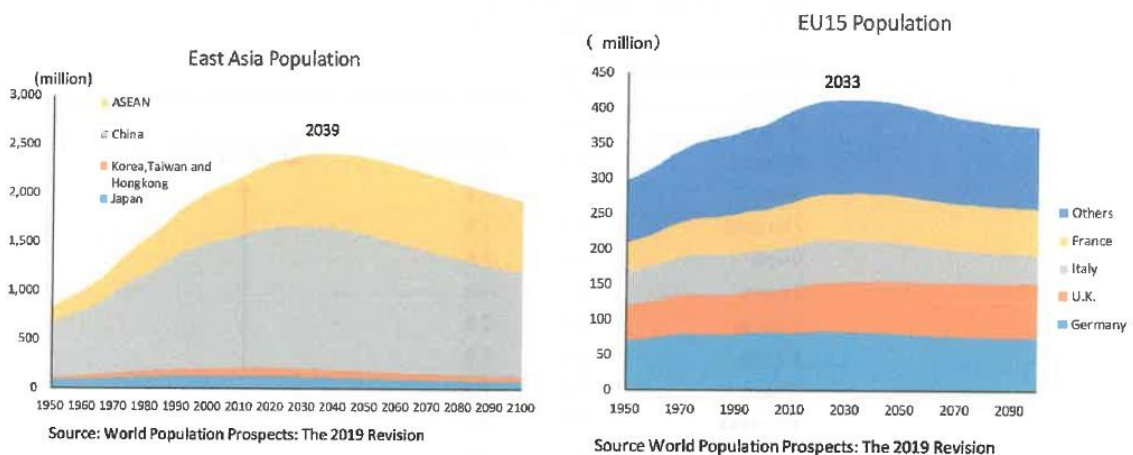 East Asia Population
(million)
3,000
2,500
2,000
1,500
1,000
500
0
ASEAN
China
Korea,Taiwan and
Hongkong
Japan
2039
1950 1960 1970 1980 1990 2000 2010 2020 2030 2040 2050 2060 2070 2080 2090 2100
Source: World Population Prospects: The 2019 Revision
EU15 Population
( million)
450
400
350
300
250
200
150
100
50
0
2033
Others
France
Italy
U.K.
Germany
1950 1970 1990 2010 2030 2050 2070 2090
Source World Population Prospects: The 2019 Revision